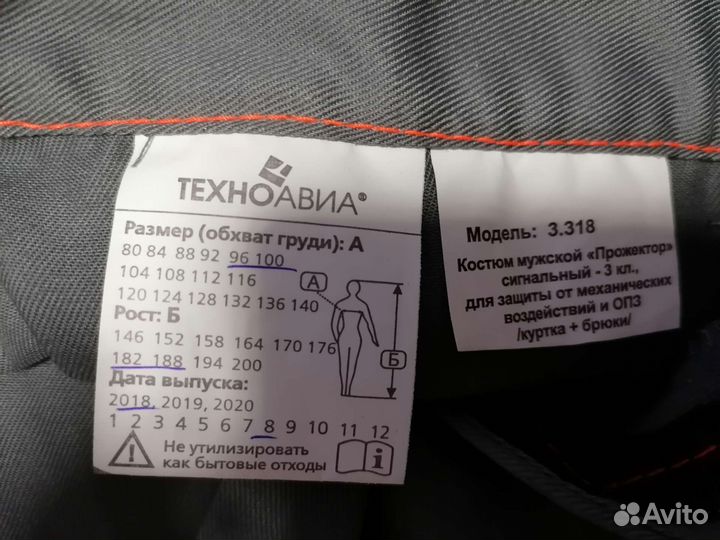 ТЕХНОАВИА®
Размер (обхват груди): А
80 84 88 92 96 100
104 108 112 116
120 124 128 132 136 140
Рост: Б
146 152 158 164 170 176
182 188 194 200
Дата выпуска:
2018, 2019, 2020
1 2 3 4 5 6 7 8 9 10 11 12
Не утилизировать
как бытовые отходы
А
Б
i
Модель: 3.318
Костюм мужской «Прожектор»
сигнальный - 3 кл.,
для защиты от механических
воздействий и ОПЗ
/куртка + брюки/
Avito